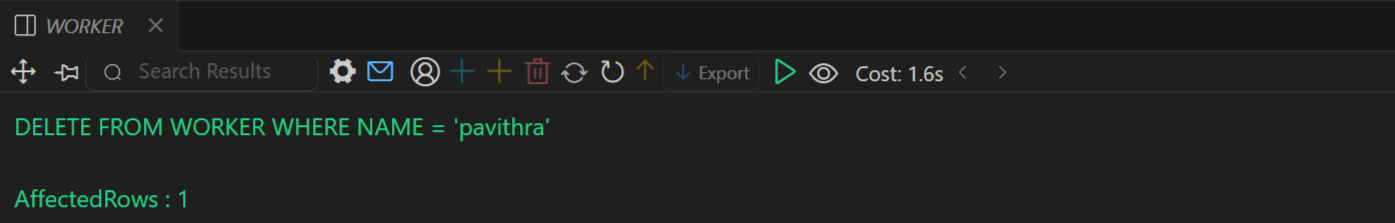 WORKER
Search Results
Export
Cost: 1.6s
DELETE FROM WORKER WHERE NAME = 'pavithra'
AffectedRows : 1